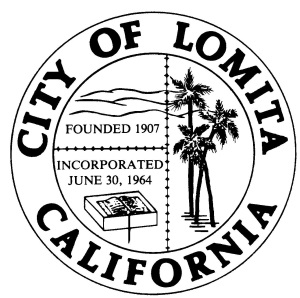 CITY OF LOMITA
FOUNDED 1907
INCORPORATED
JUNE 30, 1964
CALIFORNIA